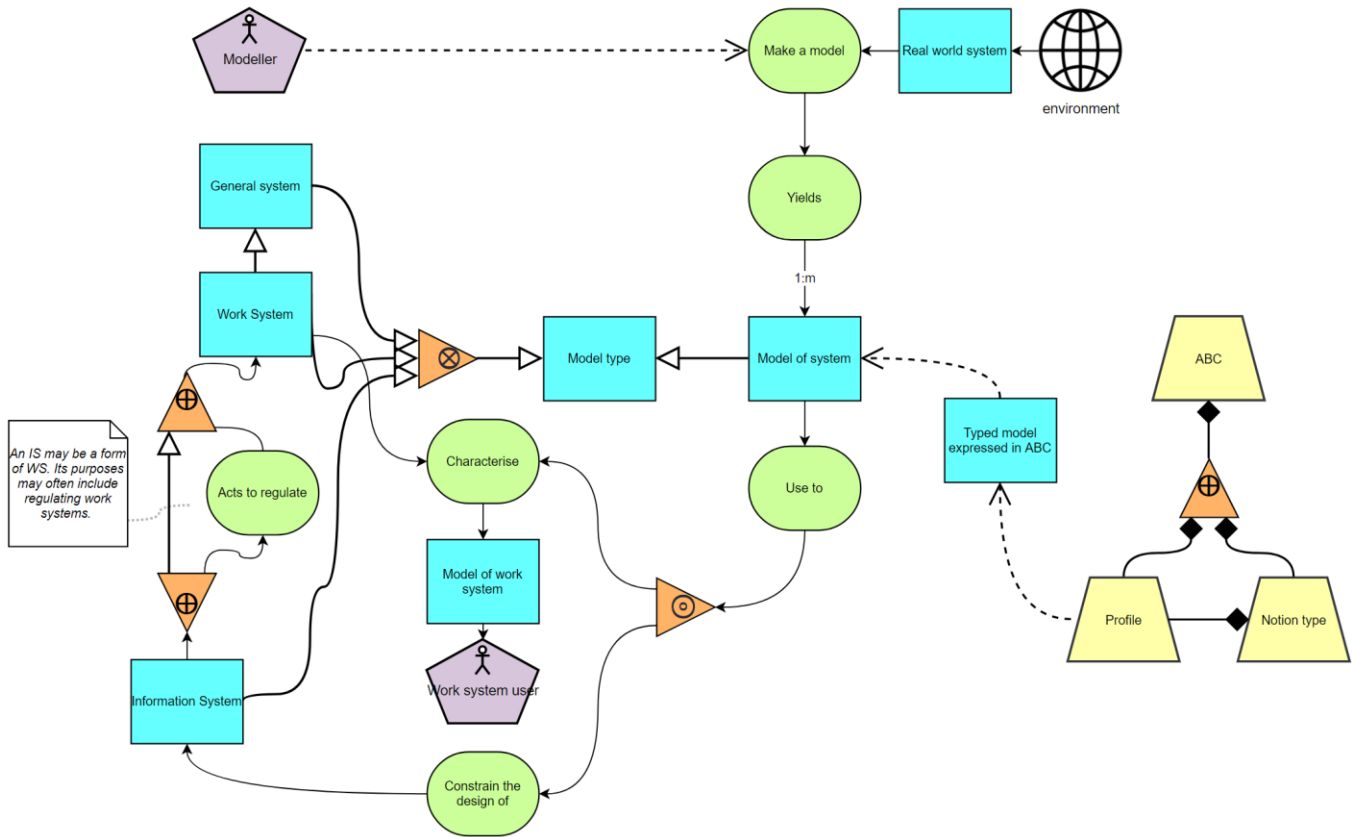 Modeller
Make a model
Real world system
environment
General system
Yields
1:m
Work System
Model type
Model of system
ABC
An IS may be a form
of WS. Its purposes
may often include
regulating work
systems.
Acts to regulate
Characterise
Use to
Typed model
expressed in ABC
Model of work
system
Profile
Notion type
Information System
Work system user
Constrain the
design of